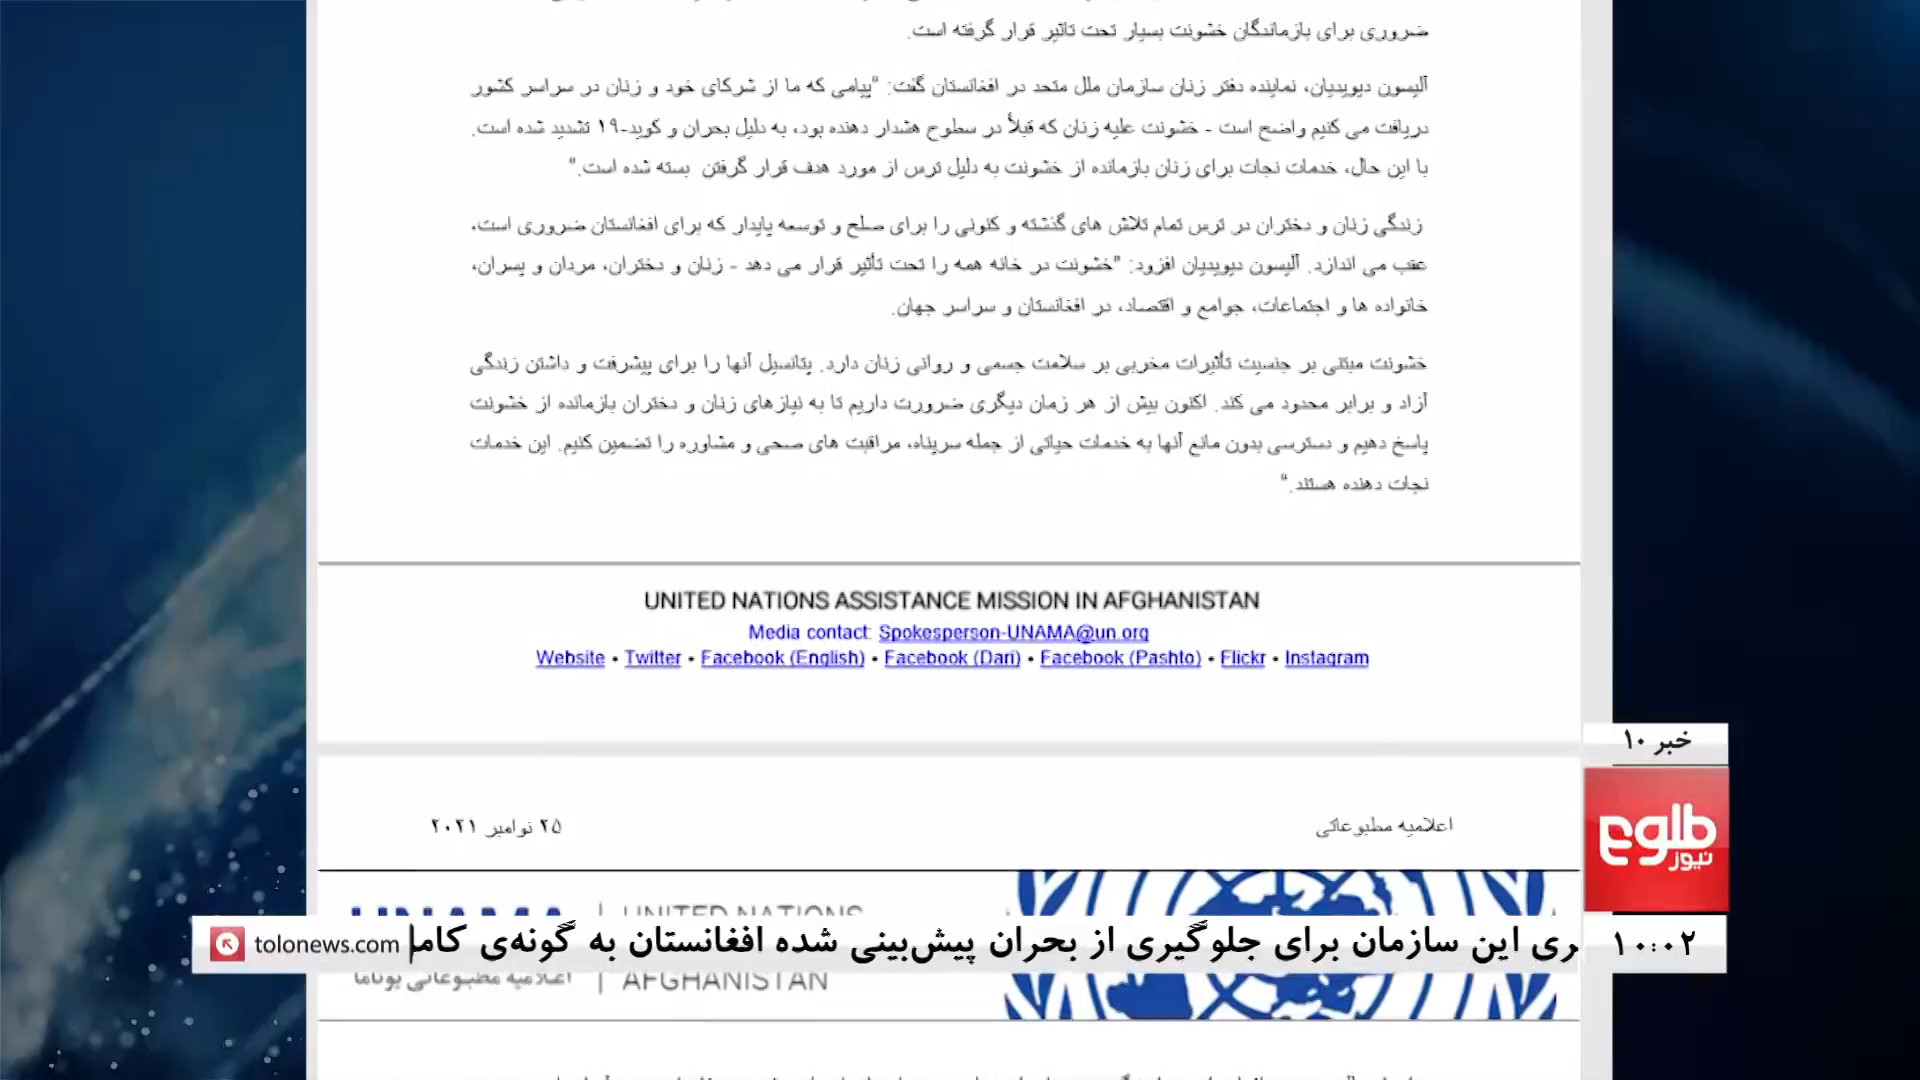 ضروری برای بازماندگان خشونت بسیار تحت تاثیر قرار گرفته است.
آلیسون دیویدیان، نماینده دفتر زنان سازمان ملل متحد در افغانستان گفت: "پیامی که ما از شرکای خود و زنان در سراسر کشور
دریافت می کنیم واضح است - خشونت علیه زنان که قبلاً در سطوح هشدار دهنده بود، به دلیل بحران و کوید-۱۹ تشدید شده است.
با این حال، خدمات نجات برای زنان بازمانده از خشونت به دلیل ترس از مورد هدف قرار گرفتن بسته شده است."
زندگی زنان و دختران در ترس تمام تلاش های گذشته و کنونی را برای صلح و توسعه پایدار که برای افغانستان ضروری است،
عقب می اندازد. آلیسون دیویدیان افزود: "خشونت در خانه همه را تحت تأثیر قرار می دهد - زنان و دختران، مردان و پسران،
خانواده ها و اجتماعات، جوامع و اقتصاد، در افغانستان و سراسر جهان.
خشونت مبتنی بر جنسیت تأثیرات مخربی بر سلامت جسمی و روانی زنان دارد. پتانسیل آنها را برای پیشرفت و داشتن زندگی
آزاد و برابر محدود می کند. اکنون بیش از هر زمان دیگری ضرورت داریم تا به نیازهای زنان و دختران بازمانده از خشونت
پاسخ دهیم و دسترسی بدون مانع آنها به خدمات حیاتی از جمله سرپناه، مراقبت های صحی و مشاوره را تضمین کنیم. این خدمات
نجات دهنده هستند."
UNITED NATIONS ASSISTANCE MISSION IN AFGHANISTAN
Media contact: Spokesperson-UNAMA@un.org
Website • Twitter • Facebook (English) • Facebook (Dari) • Facebook (Pashto) • Flickr • Instagram
خبر ۱۰
اعلامیه مطبوعاتی
۲۵ نوامبر ۲۰۲۱
طلوع
نیوز
UNAMA | UNITED NATIONS
۱۰:۰۲
ری این سازمان برای جلوگیری از بحران پیش‌بینی شده افغانستان به گونه‌ی کامل
tolonews.com
اعلامیه مطبوعاتی یوناما | AFGHANISTAN